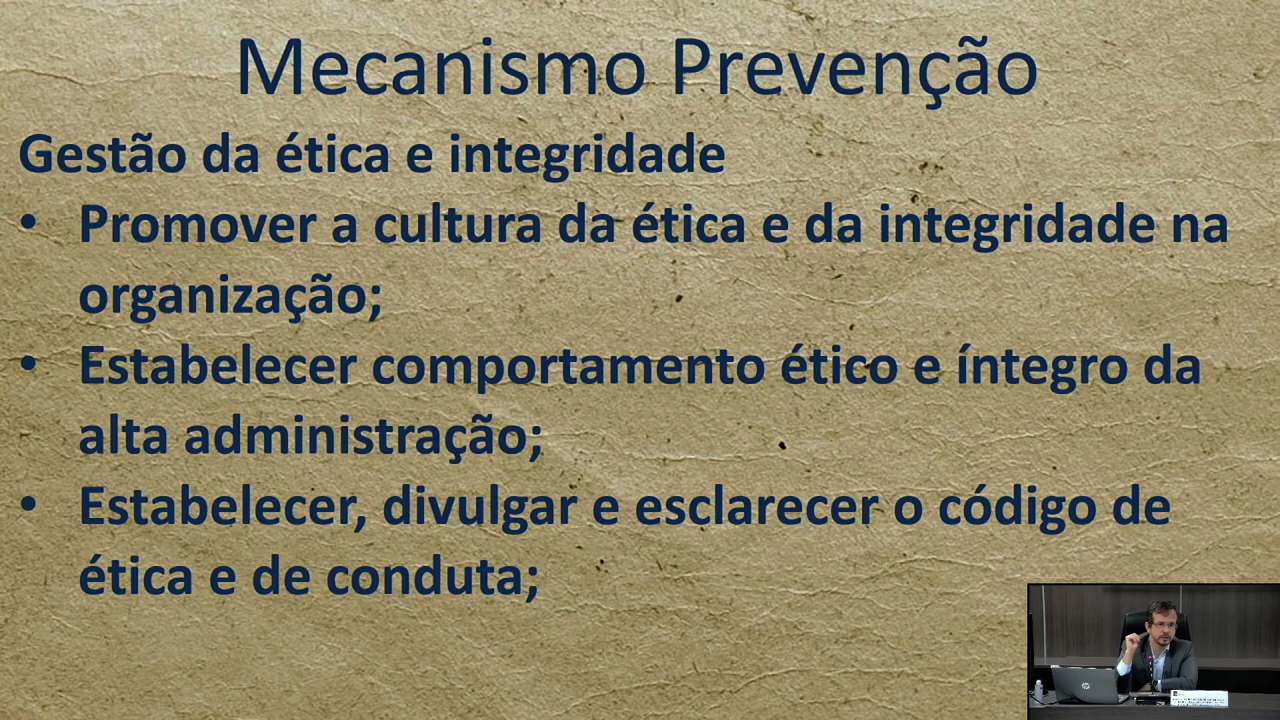 Mecanismo Prevenção
Gestão da ética e integridade
• Promover a cultura da ética e da integridade na
organização;
• Estabelecer comportamento ético e íntegro da
alta administração;
• Estabelecer, divulgar e esclarecer o código de
ética e de conduta;
hp